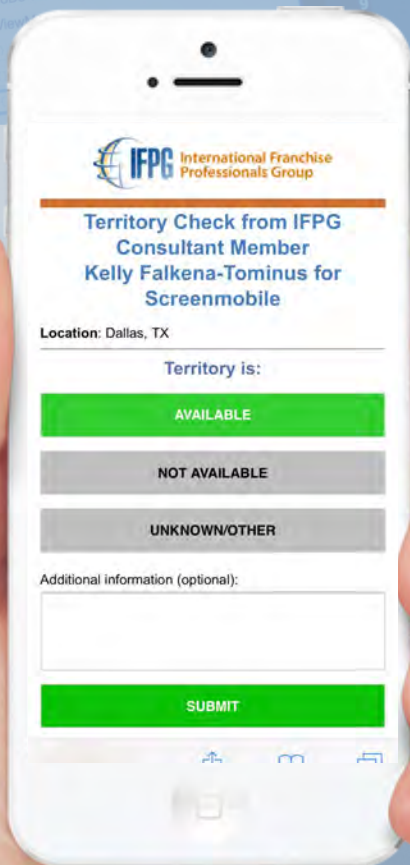 IFPG International Franchise
Professionals Group
Territory Check from IFPG
Consultant Member
Kelly Falkena-Tominus for
Screenmobile
Location: Dallas, TX
Territory is:
AVAILABLE
NOT AVAILABLE
UNKNOWN/OTHER
Additional information (optional):
SUBMIT